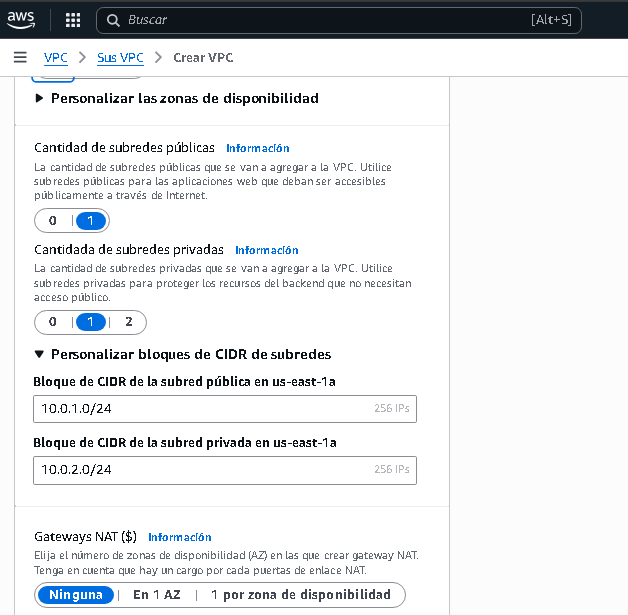 aws
Buscar [Alt+S]
VPC > Sus VPC > Crear VPC
Personalizar las zonas de disponibilidad
Cantidad de subredes públicas Información
La cantidad de subredes públicas que se van a agregar a la VPC. Utilice
subredes públicas para las aplicaciones web que deban ser accesibles
públicamente a través de Internet.
0 | 1
Cantidada de subredes privadas Información
La cantidad de subredes privadas que se van a agregar a la VPC. Utilice
subredes privadas para proteger los recursos del backend que no necesitan
acceso público.
0 | 1 | 2
Personalizar bloques de CIDR de subredes
Bloque de CIDR de la subred pública en us-east-1a
10.0.1.0/24 256 IPs
Bloque de CIDR de la subred privada en us-east-1a
10.0.2.0/24 256 IPs
Gateways NAT ($) Información
Elija el número de zonas de disponibilidad (AZ) en las que crear gateway NAT.
Tenga en cuenta que hay un cargo por cada puertas de enlace NAT.
Ninguna | En 1 AZ | 1 por zona de disponibilidad